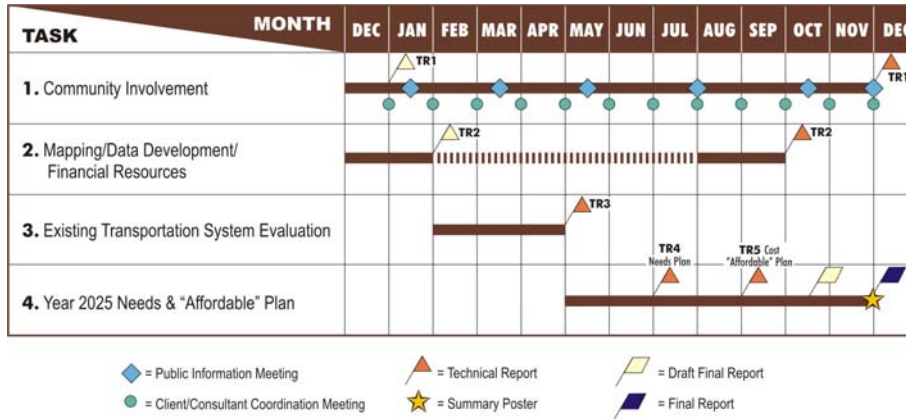 MONTH
TASK
DEC JAN FEB MAR APR MAY JUN JUL AUG SEP OCT NOV DEC
TR1
TR1
1. Community Involvement
TR2
TR2
2. Mapping/Data Development/
Financial Resources
TR3
3. Existing Transportation System Evaluation
TR4
Needs Plan
TR5 Cost
"Affordable" Plan
4. Year 2025 Needs & “Affordable” Plan
= Public Information Meeting
= Technical Report
= Draft Final Report
= Client/Consultant Coordination Meeting
= Summary Poster
= Final Report